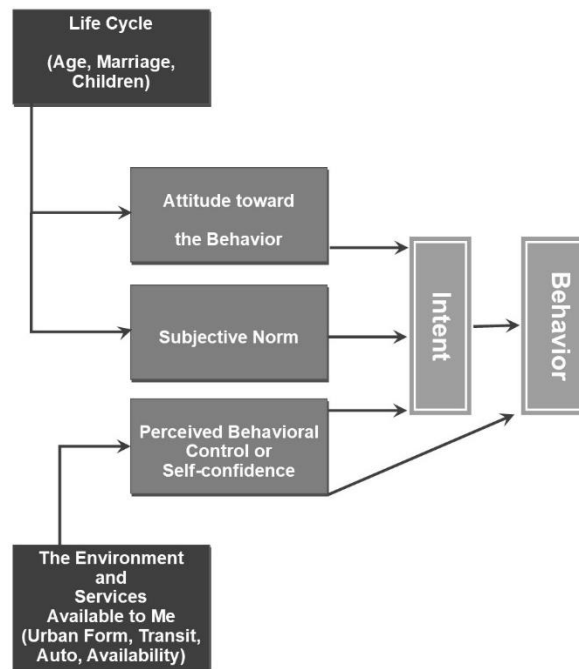 Life Cycle
(Age, Marriage,
Children)
Attitude toward
the Behavior
Subjective Norm
Perceived Behavioral
Control or
Self-confidence
Intent
Behavior
The Environment
and
Services
Available to Me
(Urban Form, Transit,
Auto, Availability)